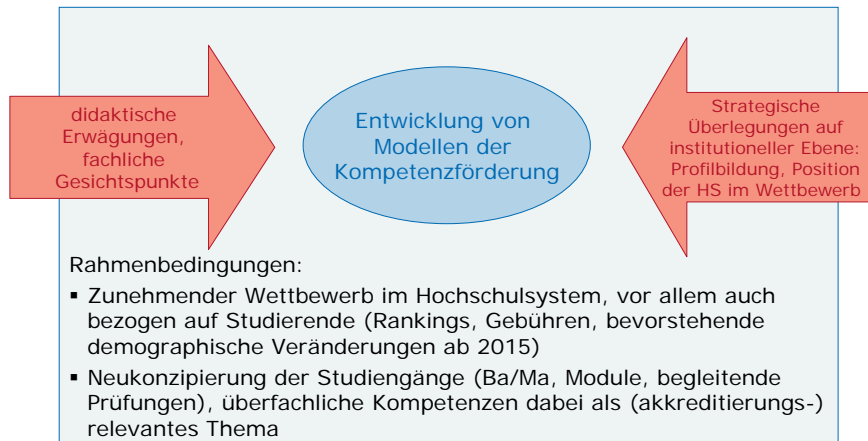 didaktische
Erwägungen,
fachliche
Gesichtspunkte
Entwicklung von
Modellen der
Kompetenzförderung
Strategische
Überlegungen auf
institutioneller Ebene:
Profilbildung, Position
der HS im Wettbewerb
Rahmenbedingungen:
▪ Zunehmender Wettbewerb im Hochschulsystem, vor allem auch
bezogen auf Studierende (Rankings, Gebühren, bevorstehende
demographische Veränderungen ab 2015)
▪ Neukonzipierung der Studiengänge (Ba/Ma, Module, begleitende
Prüfungen), überfachliche Kompetenzen dabei als (akkreditierungs-)
relevantes Thema